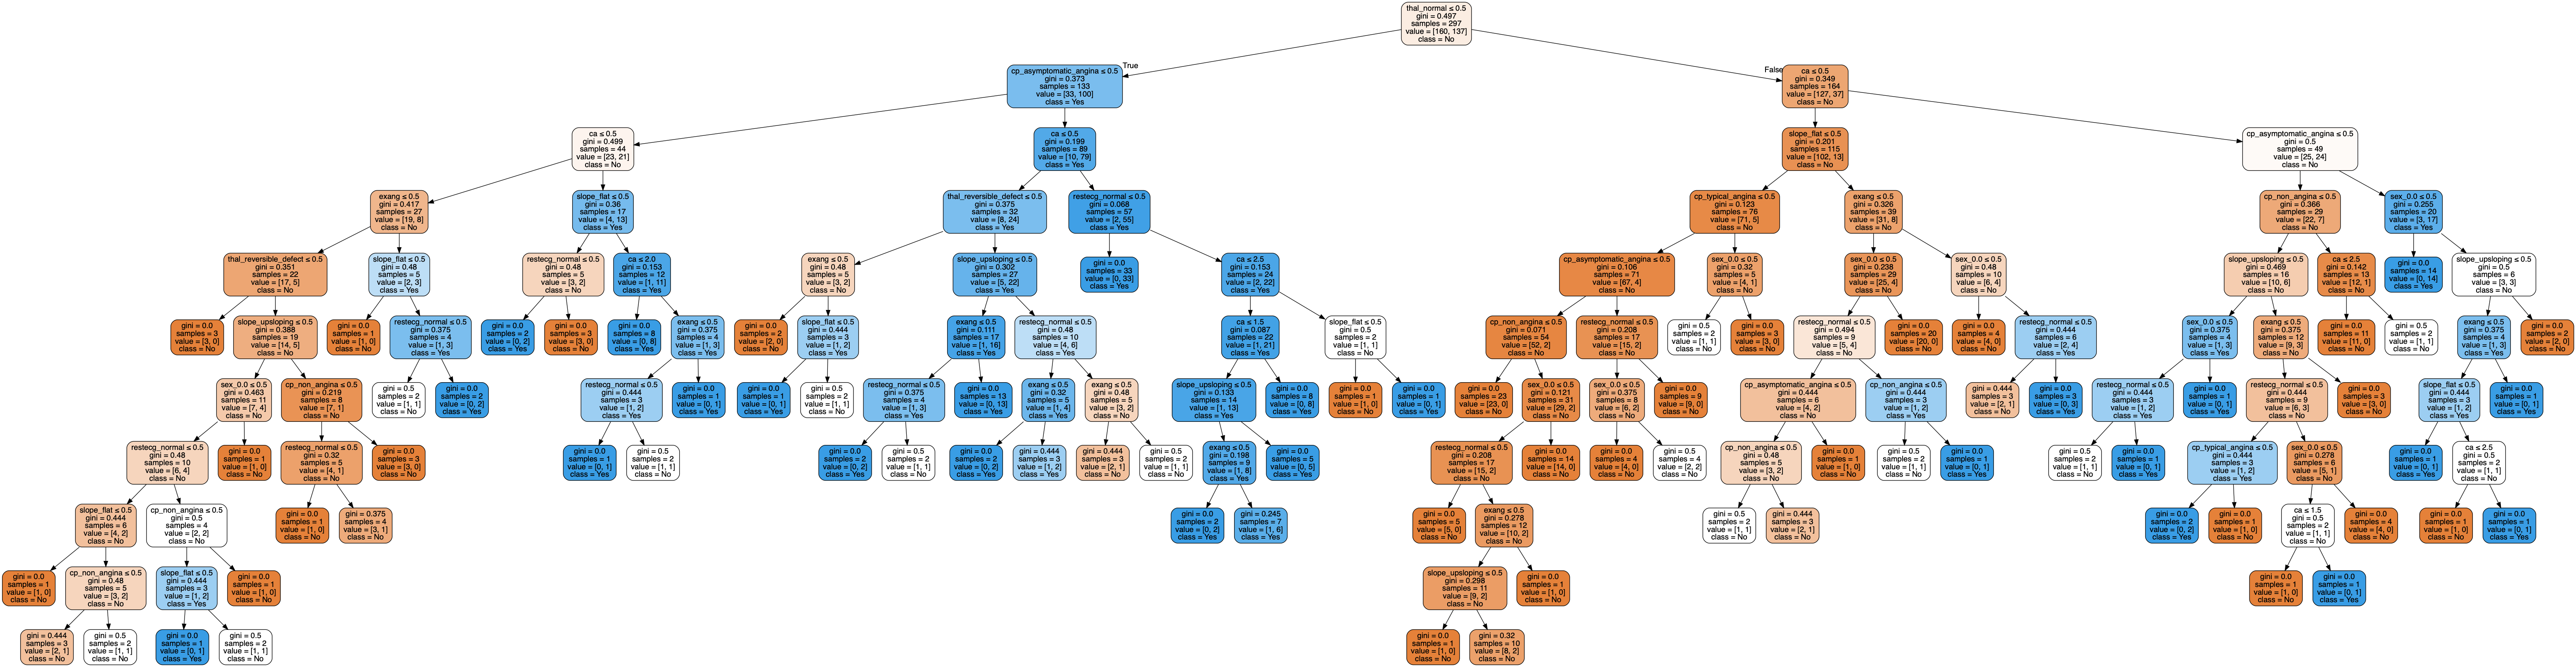 thal_normal ≤ 0.5
gini = 0.497
samples = 297
value = [160, 137]
class = No
True
False
cp_asymptomatic_angina ≤ 0.5
gini = 0.373
samples = 133
value = [33, 100]
class = Yes
ca ≤ 0.5
gini = 0.349
samples = 164
value = [127, 37]
class = No
ca ≤ 0.5
gini = 0.499
samples = 44
value = [23, 21]
class = No
ca ≤ 0.5
gini = 0.199
samples = 89
value = [10, 79]
class = Yes
slope_flat ≤ 0.5
gini = 0.201
samples = 115
value = [102, 13]
class = No
cp_asymptomatic_angina ≤ 0.5
gini = 0.5
samples = 49
value = [25, 24]
class = No
exang ≤ 0.5
gini = 0.417
samples = 27
value = [19, 8]
class = No
slope_flat ≤ 0.5
gini = 0.36
samples = 17
value = [4, 13]
class = Yes
thal_reversible_defect ≤ 0.5
gini = 0.375
samples = 32
value = [8, 24]
class = Yes
restecg_normal ≤ 0.5
gini = 0.068
samples = 57
value = [2, 55]
class = Yes
cp_typical_angina ≤ 0.5
gini = 0.123
samples = 76
value = [71, 5]
class = No
exang ≤ 0.5
gini = 0.326
samples = 39
value = [31, 8]
class = No
cp_non_angina ≤ 0.5
gini = 0.366
samples = 29
value = [22, 7]
class = No
sex_0.0 ≤ 0.5
gini = 0.255
samples = 20
value = [3, 17]
class = Yes
thal_reversible_defect ≤ 0.5
gini = 0.351
samples = 22
value = [17, 5]
class = No
slope_flat ≤ 0.5
gini = 0.48
samples = 5
value = [2, 3]
class = Yes
restecg_normal ≤ 0.5
gini = 0.48
samples = 5
value = [3, 2]
class = No
ca ≤ 2.0
gini = 0.153
samples = 12
value = [1, 11]
class = Yes
exang ≤ 0.5
gini = 0.48
samples = 5
value = [3, 2]
class = No
slope_upsloping ≤ 0.5
gini = 0.302
samples = 27
value = [5, 22]
class = Yes
gini = 0.0
samples = 33
value = [0, 33]
class = Yes
ca ≤ 2.5
gini = 0.153
samples = 24
value = [2, 22]
class = Yes
cp_asymptomatic_angina ≤ 0.5
gini = 0.106
samples = 71
value = [67, 4]
class = No
sex_0.0 ≤ 0.5
gini = 0.32
samples = 5
value = [4, 1]
class = No
sex_0.0 ≤ 0.5
gini = 0.238
samples = 29
value = [25, 4]
class = No
sex_0.0 ≤ 0.5
gini = 0.48
samples = 10
value = [6, 4]
class = No
slope_upsloping ≤ 0.5
gini = 0.469
samples = 16
value = [10, 6]
class = No
ca ≤ 2.5
gini = 0.142
samples = 13
value = [12, 1]
class = No
gini = 0.0
samples = 14
value = [0, 14]
class = Yes
slope_upsloping ≤ 0.5
gini = 0.5
samples = 6
value = [3, 3]
class = No
gini = 0.0
samples = 3
value = [3, 0]
class = No
slope_upsloping ≤ 0.5
gini = 0.388
samples = 19
value = [14, 5]
class = No
gini = 0.0
samples = 1
value = [1, 0]
class = No
restecg_normal ≤ 0.5
gini = 0.375
samples = 4
value = [1, 3]
class = Yes
gini = 0.0
samples = 2
value = [0, 2]
class = Yes
gini = 0.0
samples = 3
value = [3, 0]
class = No
gini = 0.0
samples = 8
value = [0, 8]
class = Yes
exang ≤ 0.5
gini = 0.375
samples = 4
value = [1, 3]
class = Yes
gini = 0.0
samples = 2
value = [2, 0]
class = No
slope_flat ≤ 0.5
gini = 0.444
samples = 3
value = [1, 2]
class = Yes
exang ≤ 0.5
gini = 0.111
samples = 17
value = [1, 16]
class = Yes
restecg_normal ≤ 0.5
gini = 0.48
samples = 10
value = [4, 6]
class = Yes
ca ≤ 1.5
gini = 0.087
samples = 22
value = [1, 21]
class = Yes
slope_flat ≤ 0.5
gini = 0.5
samples = 2
value = [1, 1]
class = No
cp_non_angina ≤ 0.5
gini = 0.071
samples = 54
value = [52, 2]
class = No
restecg_normal ≤ 0.5
gini = 0.208
samples = 17
value = [15, 2]
class = No
gini = 0.5
samples = 2
value = [1, 1]
class = No
gini = 0.0
samples = 3
value = [3, 0]
class = No
restecg_normal ≤ 0.5
gini = 0.494
samples = 9
value = [5, 4]
class = No
gini = 0.0
samples = 20
value = [20, 0]
class = No
gini = 0.0
samples = 4
value = [4, 0]
class = No
restecg_normal ≤ 0.5
gini = 0.444
samples = 6
value = [2, 4]
class = Yes
sex_0.0 ≤ 0.5
gini = 0.375
samples = 4
value = [1, 3]
class = Yes
exang ≤ 0.5
gini = 0.375
samples = 12
value = [9, 3]
class = No
gini = 0.0
samples = 11
value = [11, 0]
class = No
gini = 0.5
samples = 2
value = [1, 1]
class = No
exang ≤ 0.5
gini = 0.375
samples = 4
value = [1, 3]
class = Yes
gini = 0.0
samples = 2
value = [2, 0]
class = No
sex_0.0 ≤ 0.5
gini = 0.463
samples = 11
value = [7, 4]
class = No
cp_non_angina ≤ 0.5
gini = 0.219
samples = 8
value = [7, 1]
class = No
gini = 0.5
samples = 2
value = [1, 1]
class = No
gini = 0.0
samples = 2
value = [0, 2]
class = Yes
restecg_normal ≤ 0.5
gini = 0.444
samples = 3
value = [1, 2]
class = Yes
gini = 0.0
samples = 1
value = [0, 1]
class = Yes
gini = 0.0
samples = 1
value = [0, 1]
class = Yes
gini = 0.5
samples = 2
value = [1, 1]
class = No
restecg_normal ≤ 0.5
gini = 0.375
samples = 4
value = [1, 3]
class = Yes
gini = 0.0
samples = 13
value = [0, 13]
class = Yes
exang ≤ 0.5
gini = 0.32
samples = 5
value = [1, 4]
class = Yes
exang ≤ 0.5
gini = 0.48
samples = 5
value = [3, 2]
class = No
slope_upsloping ≤ 0.5
gini = 0.133
samples = 14
value = [1, 13]
class = Yes
gini = 0.0
samples = 8
value = [0, 8]
class = Yes
gini = 0.0
samples = 1
value = [1, 0]
class = No
gini = 0.0
samples = 1
value = [0, 1]
class = Yes
gini = 0.0
samples = 23
value = [23, 0]
class = No
sex_0.0 ≤ 0.5
gini = 0.121
samples = 31
value = [29, 2]
class = No
sex_0.0 ≤ 0.5
gini = 0.375
samples = 8
value = [6, 2]
class = No
gini = 0.0
samples = 9
value = [9, 0]
class = No
cp_asymptomatic_angina ≤ 0.5
gini = 0.444
samples = 6
value = [4, 2]
class = No
cp_non_angina ≤ 0.5
gini = 0.444
samples = 3
value = [1, 2]
class = Yes
gini = 0.444
samples = 3
value = [2, 1]
class = No
gini = 0.0
samples = 3
value = [0, 3]
class = Yes
restecg_normal ≤ 0.5
gini = 0.444
samples = 3
value = [1, 2]
class = Yes
gini = 0.0
samples = 1
value = [0, 1]
class = Yes
restecg_normal ≤ 0.5
gini = 0.444
samples = 9
value = [6, 3]
class = No
gini = 0.0
samples = 3
value = [3, 0]
class = No
slope_flat ≤ 0.5
gini = 0.444
samples = 3
value = [1, 2]
class = Yes
gini = 0.0
samples = 1
value = [0, 1]
class = Yes
restecg_normal ≤ 0.5
gini = 0.48
samples = 10
value = [6, 4]
class = No
gini = 0.0
samples = 1
value = [1, 0]
class = No
restecg_normal ≤ 0.5
gini = 0.32
samples = 5
value = [4, 1]
class = No
gini = 0.0
samples = 3
value = [3, 0]
class = No
gini = 0.0
samples = 1
value = [0, 1]
class = Yes
gini = 0.5
samples = 2
value = [1, 1]
class = No
gini = 0.0
samples = 2
value = [0, 2]
class = Yes
gini = 0.5
samples = 2
value = [1, 1]
class = No
gini = 0.0
samples = 2
value = [0, 2]
class = Yes
gini = 0.444
samples = 3
value = [1, 2]
class = Yes
gini = 0.444
samples = 3
value = [2, 1]
class = No
gini = 0.5
samples = 2
value = [1, 1]
class = No
exang ≤ 0.5
gini = 0.198
samples = 9
value = [1, 8]
class = Yes
gini = 0.0
samples = 5
value = [0, 5]
class = Yes
restecg_normal ≤ 0.5
gini = 0.208
samples = 17
value = [15, 2]
class = No
gini = 0.0
samples = 14
value = [14, 0]
class = No
gini = 0.0
samples = 4
value = [4, 0]
class = No
gini = 0.5
samples = 4
value = [2, 2]
class = No
cp_non_angina ≤ 0.5
gini = 0.48
samples = 5
value = [3, 2]
class = No
gini = 0.0
samples = 1
value = [1, 0]
class = No
gini = 0.5
samples = 2
value = [1, 1]
class = No
gini = 0.0
samples = 1
value = [0, 1]
class = Yes
gini = 0.5
samples = 2
value = [1, 1]
class = No
gini = 0.0
samples = 1
value = [0, 1]
class = Yes
cp_typical_angina ≤ 0.5
gini = 0.444
samples = 3
value = [1, 2]
class = Yes
sex_0.0 ≤ 0.5
gini = 0.278
samples = 6
value = [5, 1]
class = No
gini = 0.0
samples = 1
value = [0, 1]
class = Yes
ca ≤ 2.5
gini = 0.5
samples = 2
value = [1, 1]
class = No
slope_flat ≤ 0.5
gini = 0.444
samples = 6
value = [4, 2]
class = No
cp_non_angina ≤ 0.5
gini = 0.5
samples = 4
value = [2, 2]
class = No
gini = 0.0
samples = 1
value = [1, 0]
class = No
gini = 0.375
samples = 4
value = [3, 1]
class = No
gini = 0.0
samples = 2
value = [0, 2]
class = Yes
gini = 0.245
samples = 7
value = [1, 6]
class = Yes
gini = 0.0
samples = 5
value = [5, 0]
class = No
exang ≤ 0.5
gini = 0.278
samples = 12
value = [10, 2]
class = No
gini = 0.5
samples = 2
value = [1, 1]
class = No
gini = 0.444
samples = 3
value = [2, 1]
class = No
gini = 0.0
samples = 2
value = [0, 2]
class = Yes
gini = 0.0
samples = 1
value = [1, 0]
class = No
ca ≤ 1.5
gini = 0.5
samples = 2
value = [1, 1]
class = No
gini = 0.0
samples = 4
value = [4, 0]
class = No
gini = 0.0
samples = 1
value = [1, 0]
class = No
gini = 0.0
samples = 1
value = [0, 1]
class = Yes
gini = 0.0
samples = 1
value = [1, 0]
class = No
cp_non_angina ≤ 0.5
gini = 0.48
samples = 5
value = [3, 2]
class = No
slope_flat ≤ 0.5
gini = 0.444
samples = 3
value = [1, 2]
class = Yes
gini = 0.0
samples = 1
value = [1, 0]
class = No
slope_upsloping ≤ 0.5
gini = 0.298
samples = 11
value = [9, 2]
class = No
gini = 0.0
samples = 1
value = [1, 0]
class = No
gini = 0.0
samples = 1
value = [1, 0]
class = No
gini = 0.0
samples = 1
value = [0, 1]
class = Yes
gini = 0.444
samples = 3
value = [2, 1]
class = No
gini = 0.5
samples = 2
value = [1, 1]
class = No
gini = 0.0
samples = 1
value = [0, 1]
class = Yes
gini = 0.5
samples = 2
value = [1, 1]
class = No
gini = 0.0
samples = 1
value = [1, 0]
class = No
gini = 0.32
samples = 10
value = [8, 2]
class = No